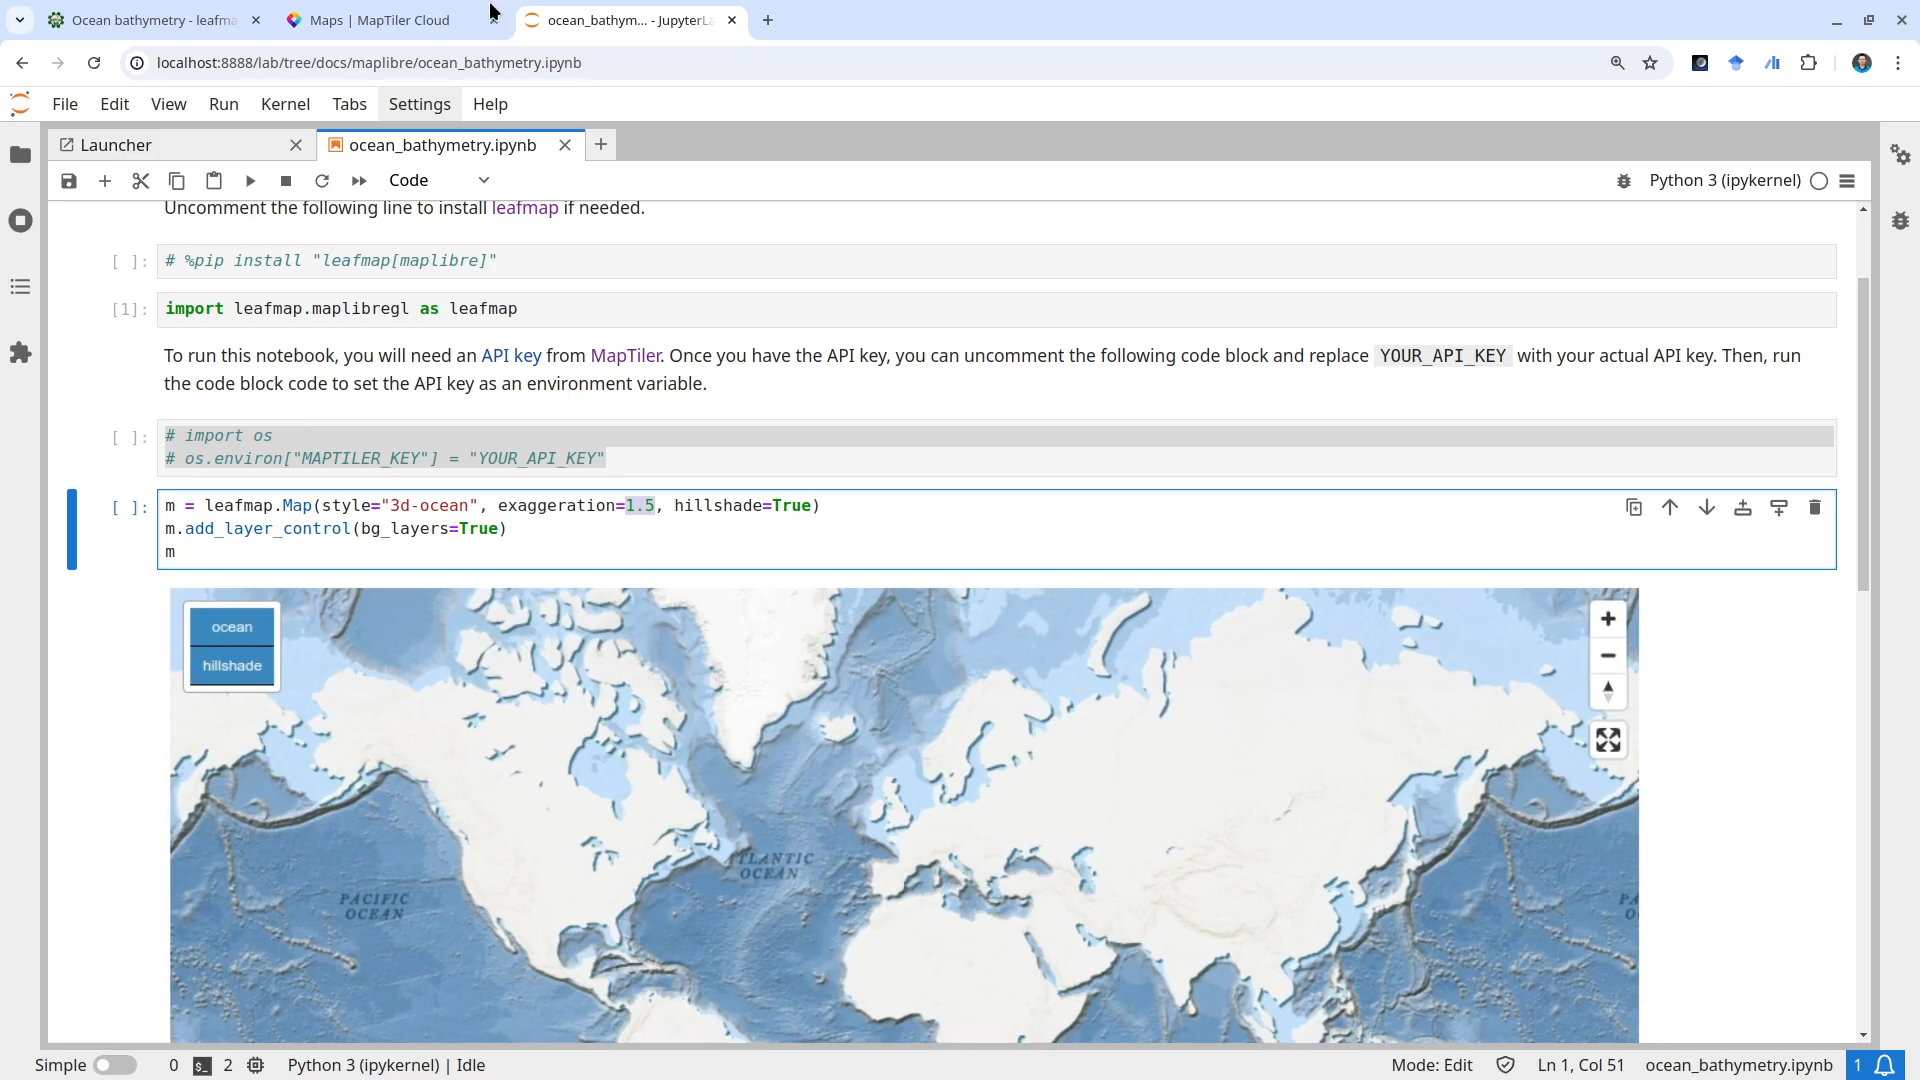 Ocean bathymetry - leafma
Maps | MapTiler Cloud
ocean_bathym... - JupyterLa
localhost:8888/lab/tree/docs/maplibre/ocean_bathymetry.ipynb
File Edit View Run Kernel Tabs Settings Help
Launcher
ocean_bathymetry.ipynb
Code
Python 3 (ipykernel)
Uncomment the following line to install leafmap if needed.
[ ]: # %pip install "leafmap[maplibre]"
[1]: import leafmap.maplibregl as leafmap
To run this notebook, you will need an API key from MapTiler. Once you have the API key, you can uncomment the following code block and replace YOUR_API_KEY with your actual API key. Then, run
the code block code to set the API key as an environment variable.
[ ]: # import os
# os.environ["MAPTILER_KEY"] = "YOUR_API_KEY"
[ ]: m = leafmap.Map(style="3d-ocean", exaggeration=1.5, hillshade=True)
m.add_layer_control(bg_layers=True)
m
ocean
hillshade
ATLANTIC
OCEAN
PACIFIC
OCEAN
PA
O
Simple
0
2
Python 3 (ipykernel) | Idle
Mode: Edit
Ln 1, Col 51
ocean_bathymetry.ipynb
1